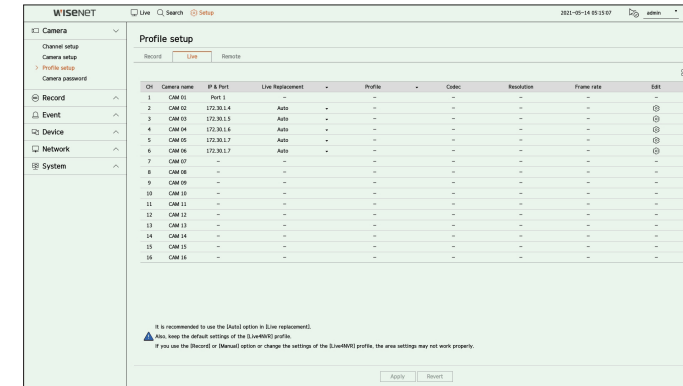 WISENET
Live Search Setup 2021-05-14 05:15:07 admin
Camera
Channel setup
Camera setup
> Profile setup
Camera password
Record
Event
Device
Network
System
Profile setup
Record Live Remote
CH Camera name IP & Port Live Replacement Profile Codec Resolution Frame rate Edit
1 CAM 01 Port 1 – – – – – –
2 CAM 02 172.30.1.4 Auto – – – –
3 CAM 03 172.30.1.5 Auto – – – –
4 CAM 04 172.30.1.6 Auto – – – –
5 CAM 05 172.30.1.7 Auto – – – –
6 CAM 06 172.30.1.7 Auto – – – –
7 CAM 07 – – – – – – –
8 CAM 08 – – – – – – –
9 CAM 09 – – – – – – –
10 CAM 10 – – – – – – –
11 CAM 11 – – – – – – –
12 CAM 12 – – – – – – –
13 CAM 13 – – – – – – –
14 CAM 14 – – – – – – –
15 CAM 15 – – – – – – –
16 CAM 16 – – – – – – –
It is recommended to use the [Auto] option in [Live replacement].
Also, keep the default settings of the [Live4NVR] profile.
If you use the [Record] or [Manual] option or change the settings of the [Live4NVR] profile, the area settings may not work properly.
Apply Revert